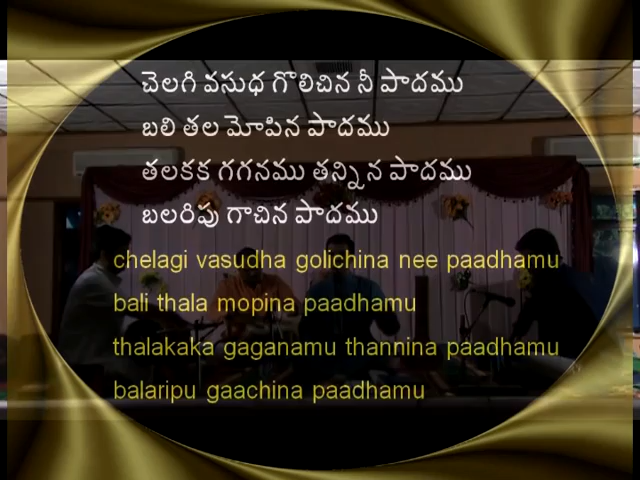 చెలగి వసుధ గొలిచిన నీ పాదము
బలి తల మోపిన పాదము
తలకక గగనము తన్ని న పాదము
బలరిపు గాచిన పాదము
chelagi vasudha golichina nee paadhamu
bali thala mopina paadhamu
thalakaka gaganamu thannina paadhamu
balaripu gaachina paadhamu